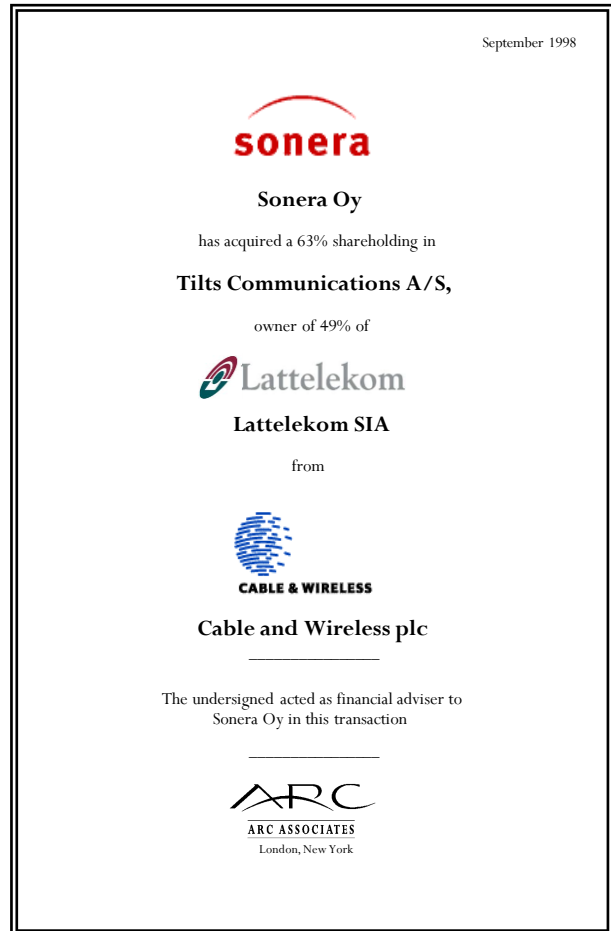 September 1998
sonera
Sonera Oy
has acquired a 63% shareholding in
Tilts Communications A/S,
owner of 49% of
Lattelekom
Lattelekom SIA
from
CABLE & WIRELESS
Cable and Wireless plc
The undersigned acted as financial adviser to
Sonera Oy in this transaction
ARC
ARC ASSOCIATES
London, New York